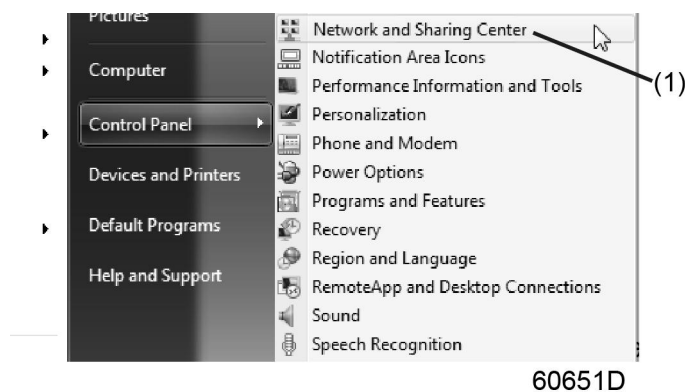 Pictures
Computer
Control Panel
Devices and Printers
Default Programs
Help and Support
Network and Sharing Center
Notification Area Icons
Performance Information and Tools
Personalization
Phone and Modem
Power Options
Programs and Features
Recovery
Region and Language
RemoteApp and Desktop Connections
Sound
Speech Recognition
(1)
60651D